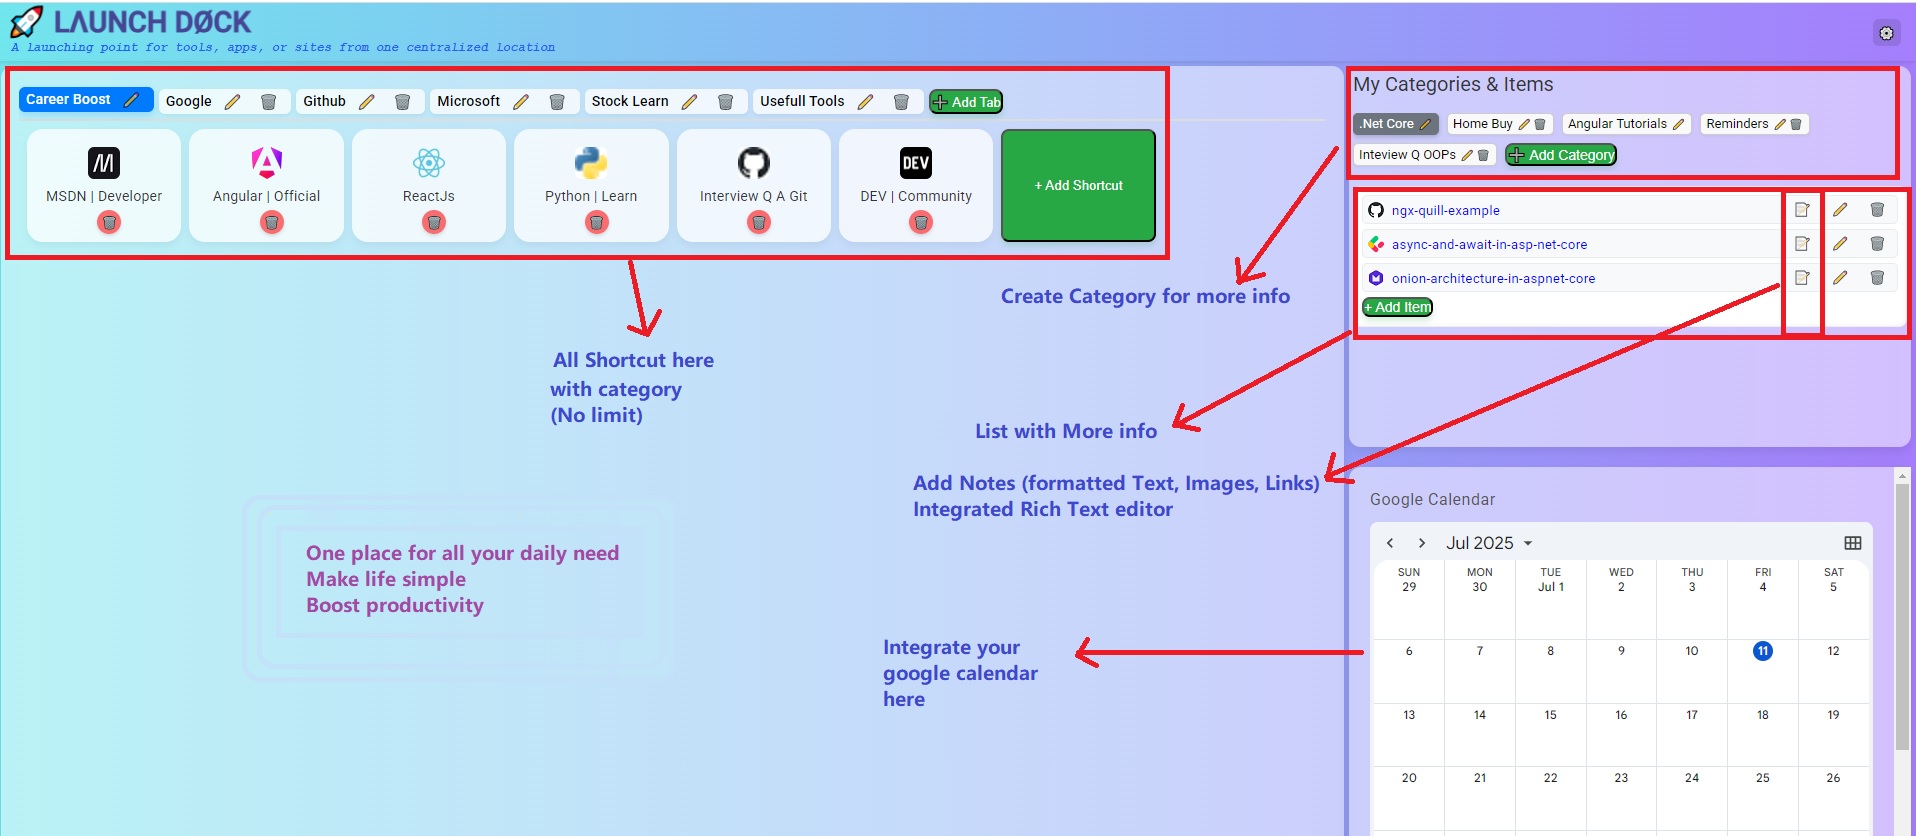 LΛUNCH DØCK
A launching point for tools, apps, or sites from one centralized location
Career Boost
Google
Github
Microsoft
Stock Learn
Usefull Tools
Add Tab
MSDN | Developer
Angular | Official
ReactJs
Python | Learn
Interview Q A Git
DEV
DEV | Community
+ Add Shortcut
All Shortcut here
with category
(No limit)
One place for all your daily need
Make life simple
Boost productivity
Create Category for more info
List with More info
Add Notes (formatted Text, Images, Links)
Integrated Rich Text editor
Integrate your
google calendar
here
My Categories & Items
.Net Core
Home Buy
Angular Tutorials
Reminders
Inteview Q OOPs
Add Category
ngx-quill-example
async-and-await-in-asp-net-core
onion-architecture-in-aspnet-core
+ Add Item
Google Calendar
Jul 2025
SUN MON TUE WED THU FRI SAT
29 30 Jul 1 2 3 4 5
6 7 8 9 10 11 12
13 14 15 16 17 18 19
20 21 22 23 24 25 26